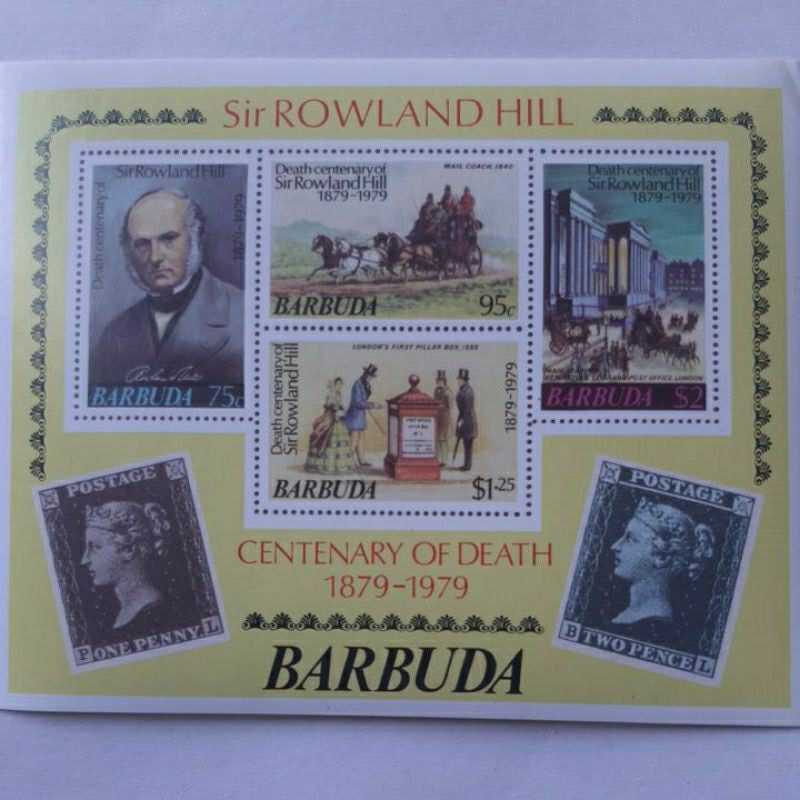 Sir ROWLAND HILL
Death centenary of
Sir Rowland Hill
1879-1979
BARBUDA 75c
MAIL COACH, 1840
Death centenary of
Sir Rowland Hill
1879-1979
BARBUDA 95c
Death centenary of
Sir Rowland Hill
1879-1979
POST OFFICE, LONDON
BARBUDA $2
LONDON'S FIRST PILLAR BOX, 1855
Death centenary of
Sir Rowland Hill
1879-1979
BARBUDA $1·25
CENTENARY OF DEATH
1879-1979
BARBUDA
POSTAGE
P ONE PENNY. L
POSTAGE
B TWO PENCE L